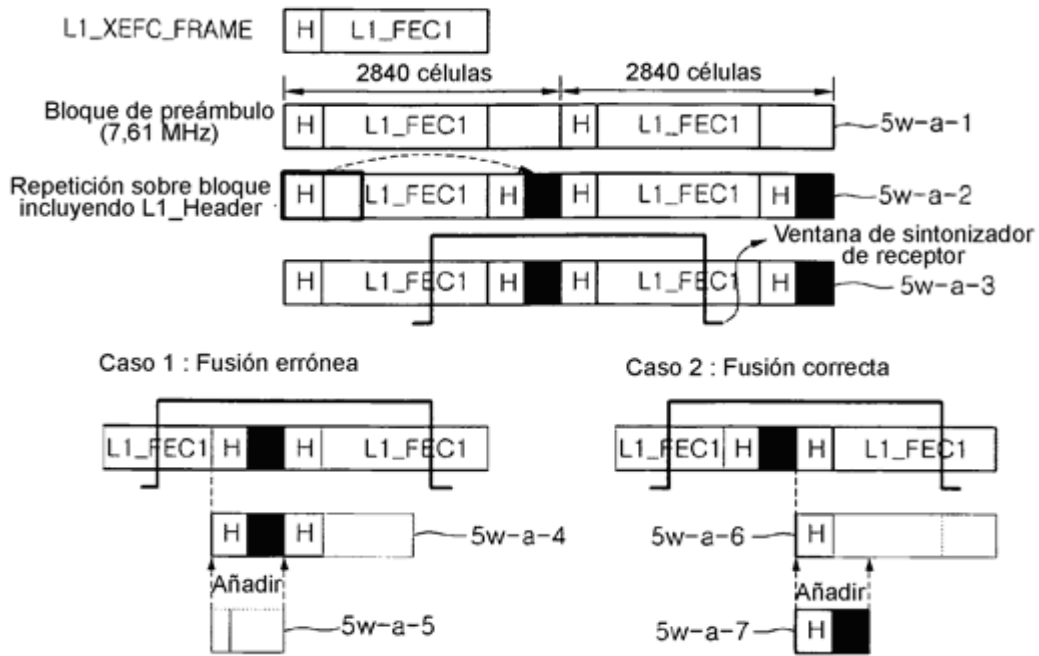 L1_XEFC_FRAME H L1_FEC1
2840 células 2840 células
Bloque de preámbulo
(7,61 MHz)
H L1_FEC1 H L1_FEC1 5w-a-1
Repetición sobre bloque
incluyendo L1_Header
H L1_FEC1 H H L1_FEC1 H 5w-a-2
Ventana de sintonizador
de receptor
H L1_FEC1 H H L1_FEC1 H 5w-a-3
Caso 1 : Fusión errónea
L1_FEC1 H H L1_FEC1
H H 5w-a-4
Añadir
5w-a-5
Caso 2 : Fusión correcta
L1_FEC1 H H L1_FEC1
5w-a-6 H
Añadir
5w-a-7 H